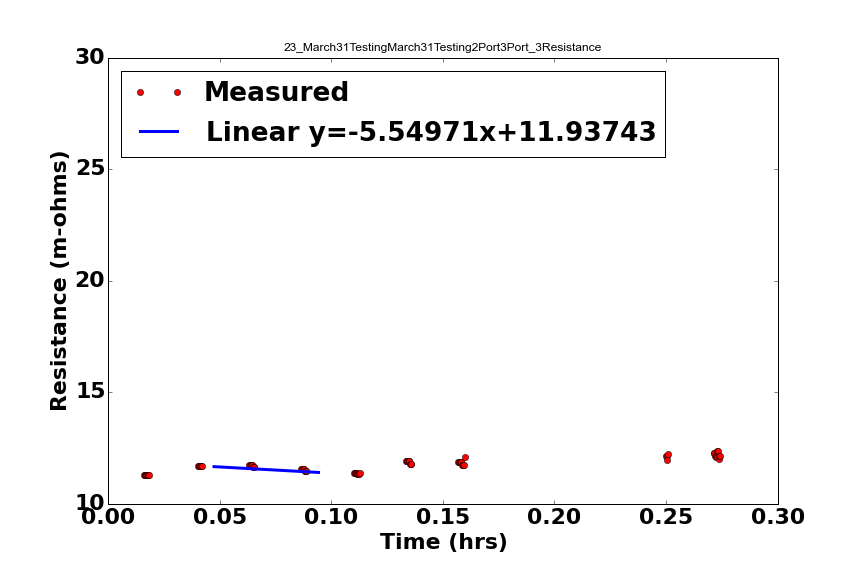 23_March31TestingMarch31Testing2Port3Port_3Resistance
Measured
Linear y=-5.54971x+11.93743
30
25
20
15
10
Resistance (m-ohms)
0.00 0.05 0.10 0.15 0.20 0.25 0.30
Time (hrs)